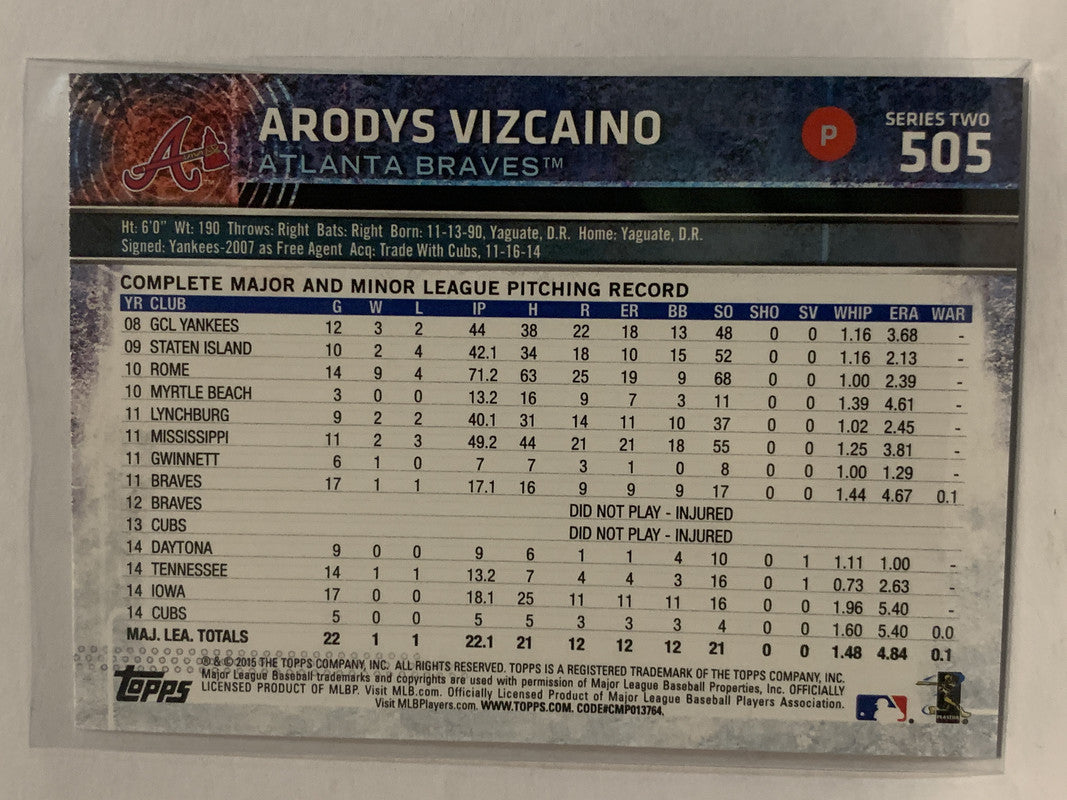 ARODYS VIZCAINO
ATLANTA BRAVES™
P
SERIES TWO
505
Ht: 6'0" Wt: 190 Throws: Right Bats: Right Born: 11-13-90, Yaguate, D.R. Home: Yaguate, D.R.
Signed: Yankees-2007 as Free Agent Acq: Trade With Cubs, 11-16-14
COMPLETE MAJOR AND MINOR LEAGUE PITCHING RECORD
YR CLUB G W L IP H R ER BB SO SHO SV WHIP ERA WAR
08 GCL YANKEES 12 3 2 44 38 22 18 13 48 0 0 1.16 3.68 -
09 STATEN ISLAND 10 2 4 42.1 34 18 10 15 52 0 0 1.16 2.13 -
10 ROME 14 9 4 71.2 63 25 19 9 68 0 0 1.00 2.39 -
10 MYRTLE BEACH 3 0 0 13.2 16 9 7 3 11 0 0 1.39 4.61 -
11 LYNCHBURG 9 2 2 40.1 31 14 11 10 37 0 0 1.02 2.45 -
11 MISSISSIPPI 11 2 3 49.2 44 21 21 18 55 0 0 1.25 3.81 -
11 GWINNETT 6 1 0 7 7 3 1 0 8 0 0 1.00 1.29 -
11 BRAVES 17 1 1 17.1 16 9 9 9 17 0 0 1.44 4.67 0.1
12 BRAVES DID NOT PLAY - INJURED
13 CUBS DID NOT PLAY - INJURED
14 DAYTONA 9 0 0 9 6 1 1 4 10 0 1 1.11 1.00 -
14 TENNESSEE 14 1 1 13.2 7 4 4 3 16 0 1 0.73 2.63 -
14 IOWA 17 0 0 18.1 25 11 11 11 16 0 0 1.96 5.40 -
14 CUBS 5 0 0 5 5 3 3 3 4 0 0 1.60 5.40 0.0
MAJ. LEA. TOTALS 22 1 1 22.1 21 12 12 12 21 0 0 1.48 4.84 0.1
® & © 2015 THE TOPPS COMPANY, INC. ALL RIGHTS RESERVED. TOPPS IS A REGISTERED TRADEMARK OF THE TOPPS COMPANY, INC.
Major League Baseball trademarks and copyrights are used with permission of Major League Baseball Properties, Inc. OFFICIALLY
LICENSED PRODUCT OF MLBP. Visit MLB.com. Officially Licensed Product of Major League Baseball Players Association.
Visit MLBPlayers.com. WWW.TOPPS.COM. CODE#CMP013764.
TOPPS